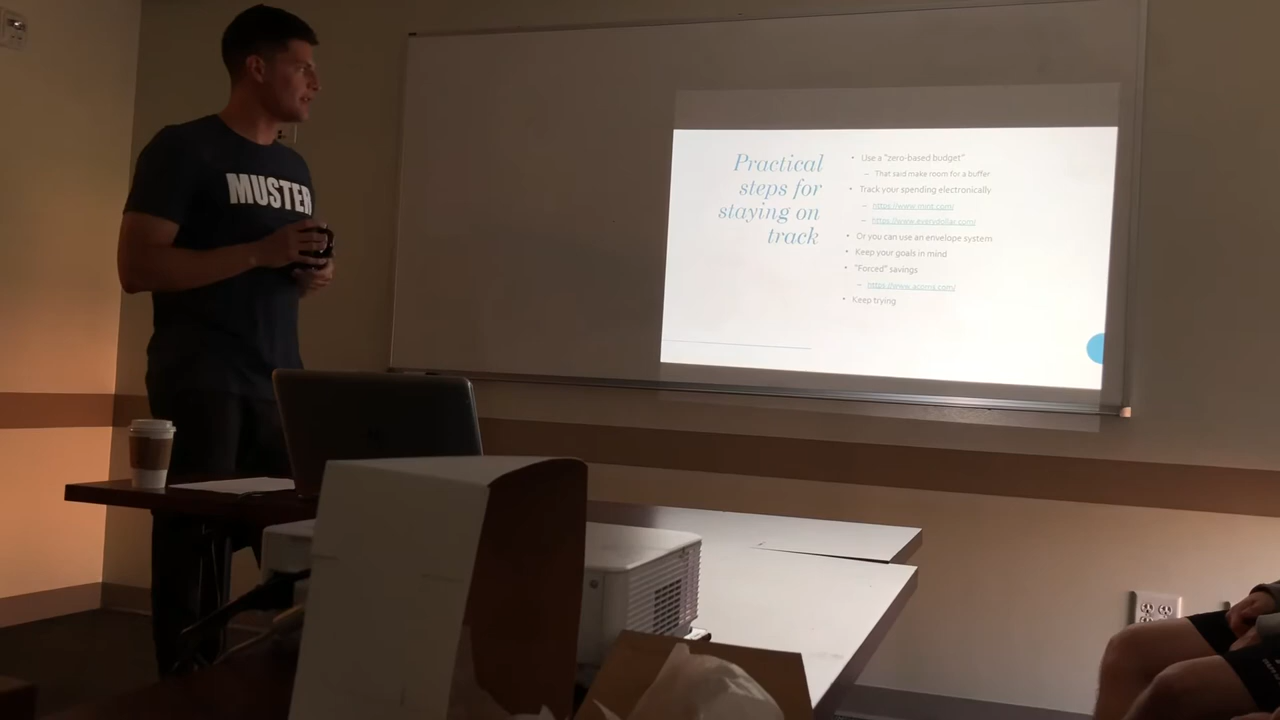 MUSTER
Practical
steps for
staying on
track
• Use a "zero-based budget"
– That said make room for a buffer
• Track your spending electronically
– https://www.mint.com/
– https://www.everydollar.com/
• Or you can use an envelope system
• Keep your goals in mind
• "Forced" savings
– https://www.acorns.com/
• Keep trying